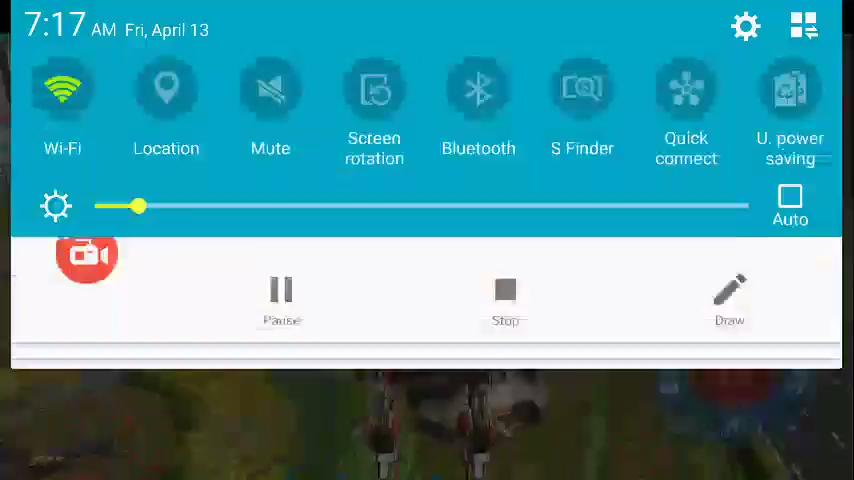 7:17 AM Fri, April 13
Wi-Fi
Location
Mute
Screen
rotation
Bluetooth
S Finder
Quick
connect
U. power
saving
Auto
Pause
Stop
Draw